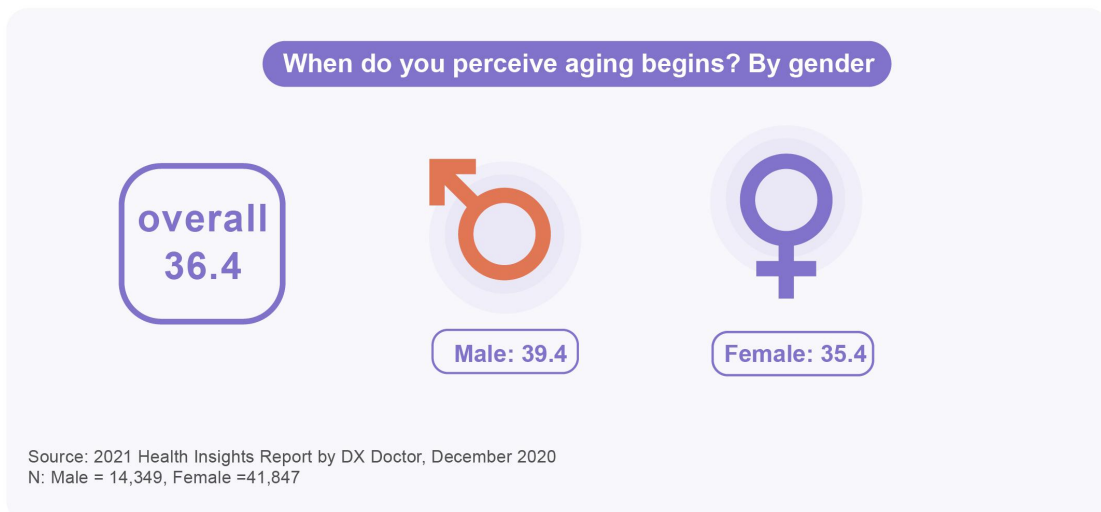 When do you perceive aging begins? By gender
overall
36.4
Male: 39.4
Female: 35.4
Source: 2021 Health Insights Report by DX Doctor, December 2020
N: Male = 14,349, Female =41,847